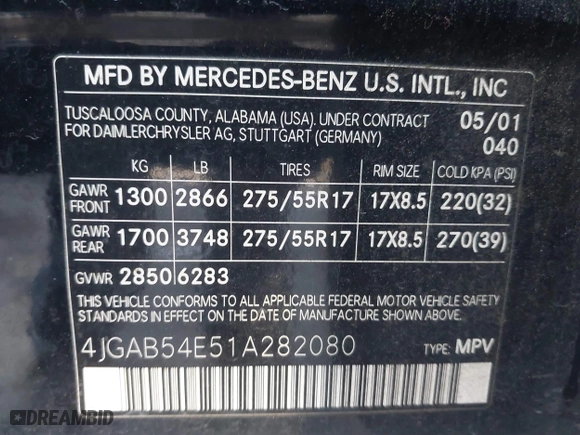 MFD BY MERCEDES-BENZ U.S. INTL., INC
TUSCALOOSA COUNTY, ALABAMA (USA). UNDER CONTRACT 05/01
FOR DAIMLERCHRYSLER AG, STUTTGART (GERMANY) 040
KG LB TIRES RIM SIZE COLD KPA (PSI)
GAWR FRONT 1300 2866 275/55R17 17X8.5 220(32)
GAWR REAR 1700 3748 275/55R17 17X8.5 270(39)
GVWR 2850 6283
THIS VEHICLE CONFORMS TO ALL APPLICABLE FEDERAL MOTOR VEHICLE SAFETY
STANDARDS IN EFFECT ON THE DATE OF MANUFACTURE SHOWN ABOVE.
4JGAB54E51A282080 TYPE: MPV
DREAMBID